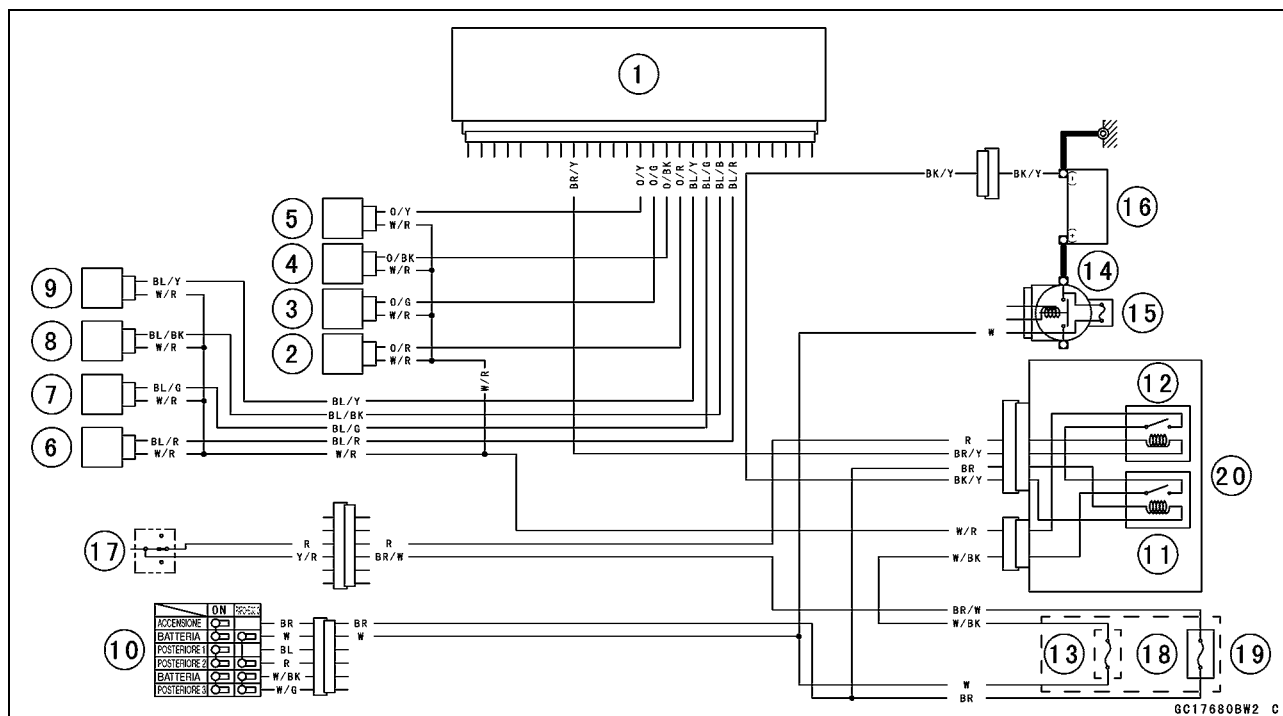 1
BR/Y
O/Y
O/G
O/BK
O/R
BL/Y
BL/G
BL/B
BL/R
5 O/Y
W/R
4 O/BK
W/R
3 O/G
W/R
2 O/R
W/R
W/R
9 BL/Y
W/R
8 BL/BK
W/R
7 BL/G
W/R
6 BL/R
W/R
BL/Y
BL/BK
BL/G
BL/R
W/R
BK/Y BK/Y
(-)
16
(+)
14
15
W
12
R
BR/Y
BR
BK/Y
20
W/R
W/BK
11
17 R R
Y/R BR/W
BR/W
W/BK
13 18 19
W
BR
10
ON
ACCENSIONE BR BR
BATTERIA W W
POSTERIORE 1 BL
POSTERIORE 2 R
BATTERIA W/BK
POSTERIORE 3 W/G
GC17680BW2 C